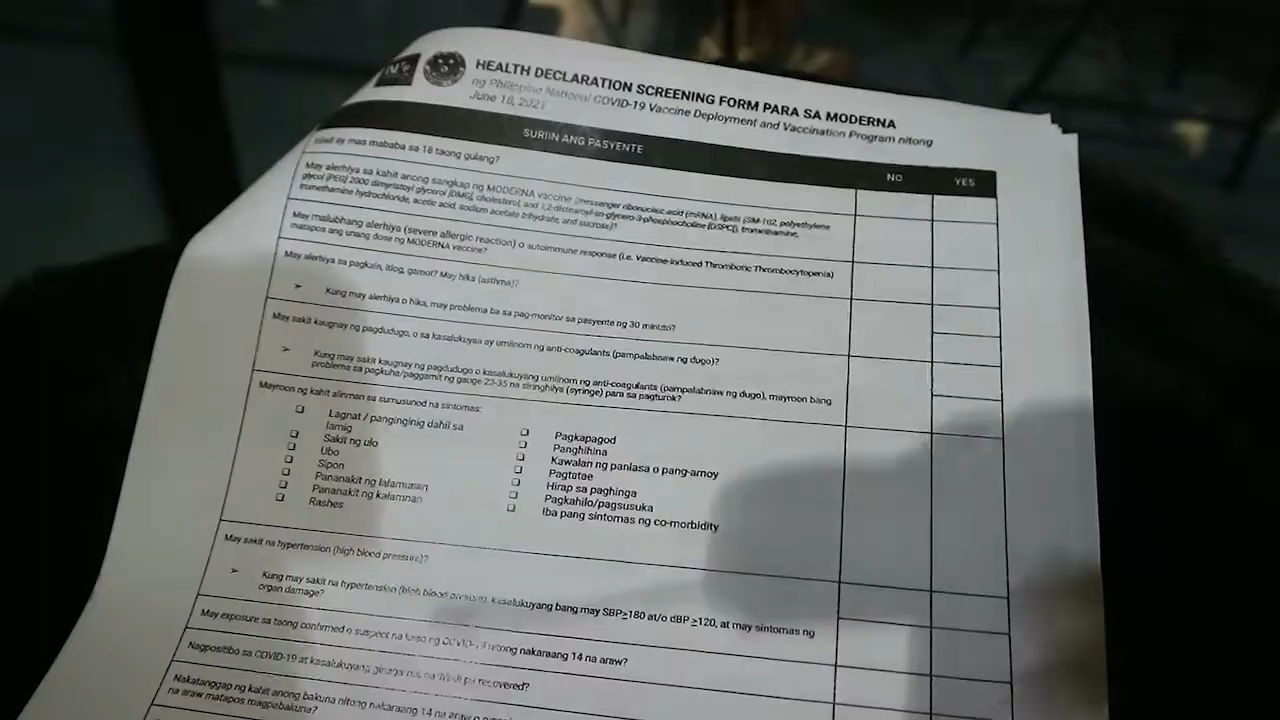 HEALTH DECLARATION SCREENING FORM PARA SA MODERNA
ng Philippine National COVID-19 Vaccine Deployment and Vaccination Program nitong
June 18, 2021
SURIIN ANG PASYENTE
NO
YES
ay mas mababa sa 18 taong gulang?
May alerhiya sa kahit anong sangkap ng MODERNA vaccine (messenger ribonucleic acid (mRNA), lipids (SM-102, polyethylene
glycol [PEG] 2000 dimyristoyl glycerol [DMG], cholesterol, and 1,2-distearoyl-sn-glycero-3-phosphocholine [DSPC]), tromethamine,
tromethamine hydrochloride, acetic acid, sodium acetate trihydrate, and sucrose)?
May malubhang alerhiya (severe allergic reaction) o autoimmune response (i.e. Vaccine-induced Thrombotic Thrombocytopenia)
matapos ang unang dose ng MODERNA vaccine?
May alerhiya sa pagkain, itlog, gamot? May hika (asthma)?
➢ Kung may alerhiya o hika, may problema ba sa pag-monitor sa pasyente ng 30 minuto?
May sakit kaugnay ng pagdudugo, o sa kasalukuyan ay umiinom ng anti-coagulants (pampalabnaw ng dugo)?
➢ Kung may sakit kaugnay ng pagdudugo o kasalukuyang umiinom ng anti-coagulants (pampalabnaw ng dugo), mayroon bang
problema sa pagkuha/paggamit ng gauge 23-35 na siringhilya (syringe) para sa pagturok?
Mayroon ng kahit alinman sa sumusunod na sintomas:
❏ Lagnat / panginginig dahil sa
lamig
❏ Sakit ng ulo
❏ Ubo
❏ Sipon
❏ Pananakit ng lalamunan
❏ Pananakit ng kalamnan
❏ Rashes
❏ Pagkapagod
❏ Panghihina
❏ Kawalan ng panlasa o pang-amoy
❏ Pagtatae
❏ Hirap sa paghinga
❏ Pagkahilo/pagsusuka
❏ Iba pang sintomas ng co-morbidity
May sakit na hypertension (high blood pressure)?
➢ Kung may sakit na hypertension (high blood pressure), kasalukuyang bang may SBP≥180 at/o dBP ≥120, at may sintomas ng
organ damage?
May exposure sa taong confirmed o suspect na kaso ng COVID-19 nitong nakaraang 14 na araw?
Nagpositibo sa COVID-19 at kasalukuyang recovered?
Nakatanggap ng kahit anong bakuna nitong nakaraang 14 na araw o
na araw matapos magpabakuna?